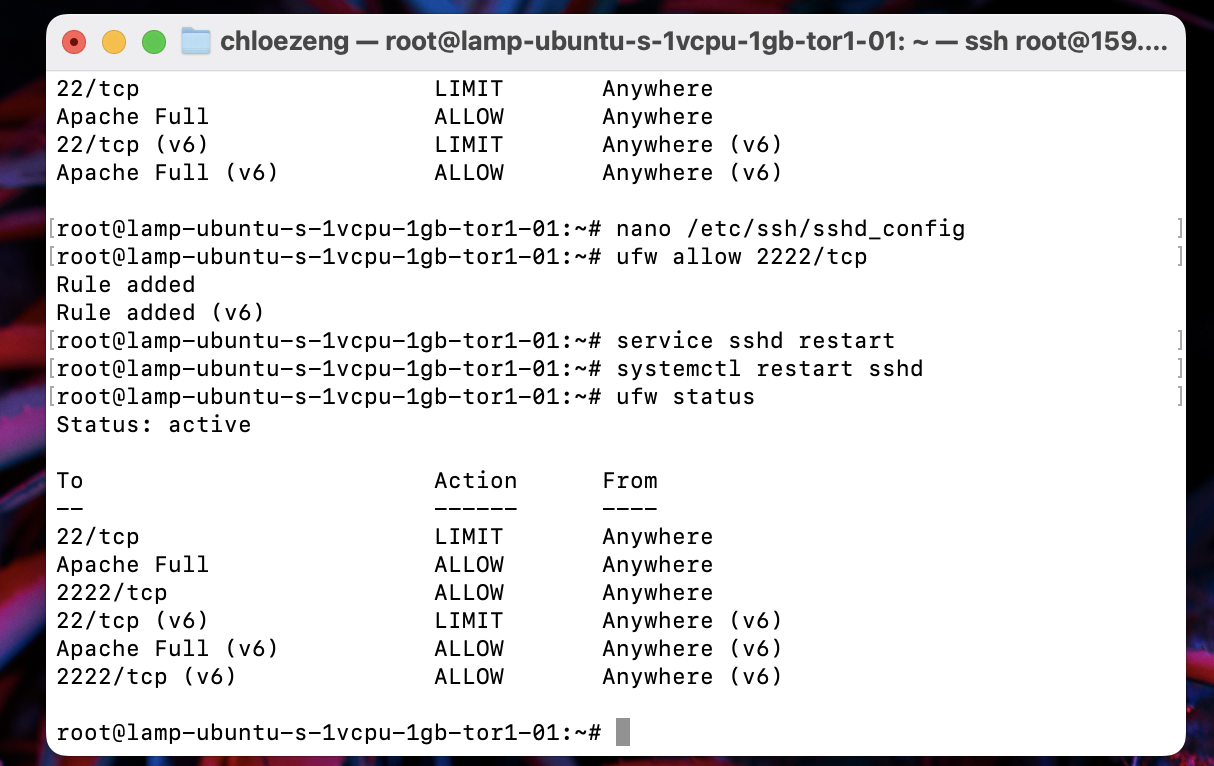 chloezeng — root@lamp-ubuntu-s-1vcpu-1gb-tor1-01: ~ — ssh root@159....
22/tcp                     LIMIT       Anywhere
Apache Full                ALLOW       Anywhere
22/tcp (v6)                LIMIT       Anywhere (v6)
Apache Full (v6)           ALLOW       Anywhere (v6)
[root@lamp-ubuntu-s-1vcpu-1gb-tor1-01:~# nano /etc/ssh/sshd_config ]
[root@lamp-ubuntu-s-1vcpu-1gb-tor1-01:~# ufw allow 2222/tcp ]
Rule added
Rule added (v6)
[root@lamp-ubuntu-s-1vcpu-1gb-tor1-01:~# service sshd restart ]
[root@lamp-ubuntu-s-1vcpu-1gb-tor1-01:~# systemctl restart sshd ]
[root@lamp-ubuntu-s-1vcpu-1gb-tor1-01:~# ufw status ]
Status: active
To                         Action      From
--                         ------      ----
22/tcp                     LIMIT       Anywhere
Apache Full                ALLOW       Anywhere
2222/tcp                   ALLOW       Anywhere
22/tcp (v6)                LIMIT       Anywhere (v6)
Apache Full (v6)           ALLOW       Anywhere (v6)
2222/tcp (v6)              ALLOW       Anywhere (v6)
root@lamp-ubuntu-s-1vcpu-1gb-tor1-01:~#